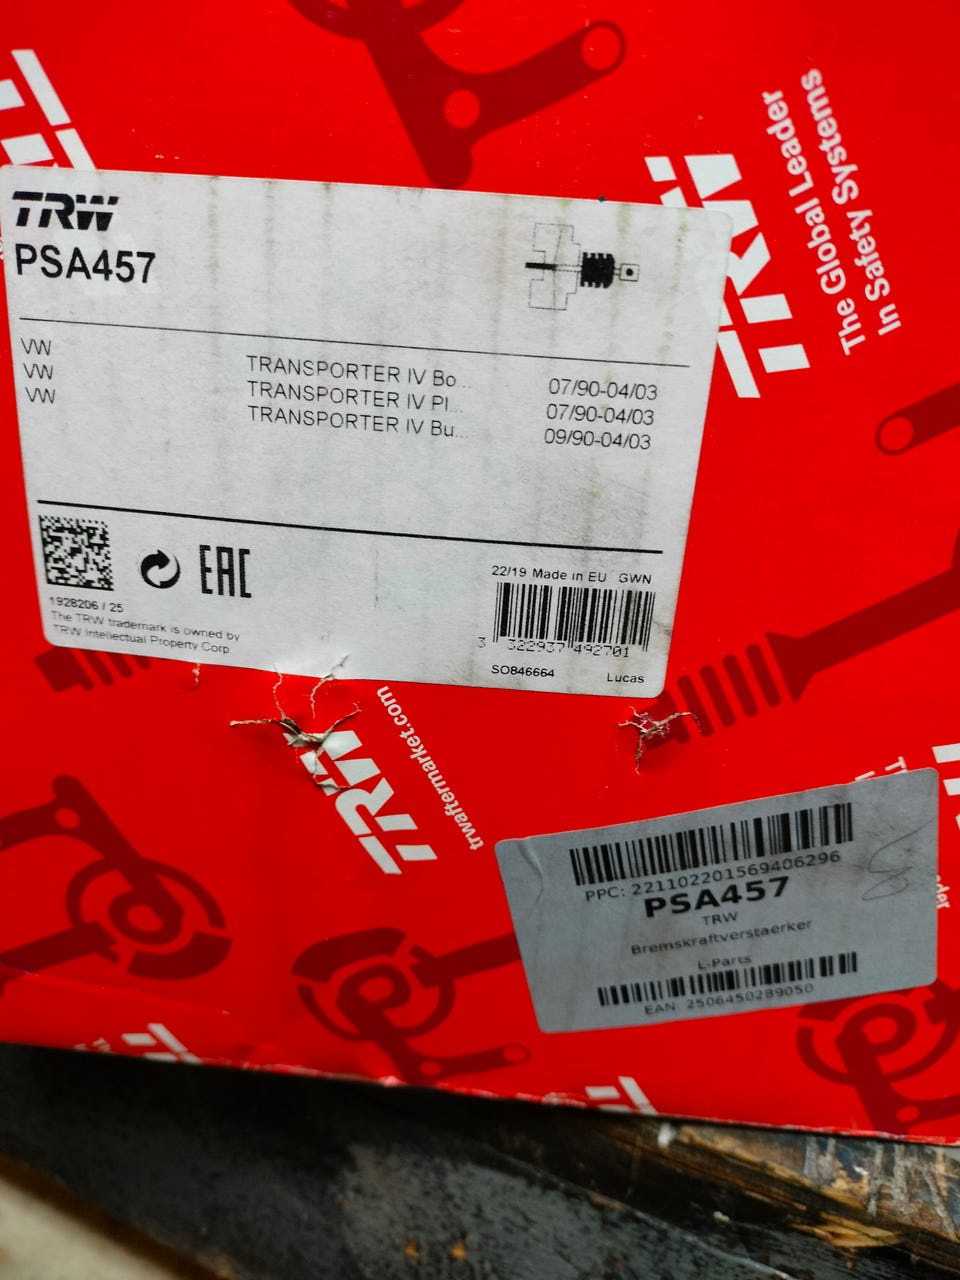 The Global Leader
In Safety Systems
TRW
TRW
PSA457
VW TRANSPORTER IV Bo... 07/90-04/03
VW TRANSPORTER IV Pl... 07/90-04/03
VW TRANSPORTER IV Bu... 09/90-04/03
EAC
22/19 Made in EU GWN
1928206 / 25
The TRW trademark is owned by
TRW Intellectual Property Corp.
3 322937 492701
SO846664 Lucas
TRW
trwaftermarket.com
PPC: 221102201569406296
PSA457
TRW
Bremskraftverstaerker
L-Parts
EAN: 2506450289050